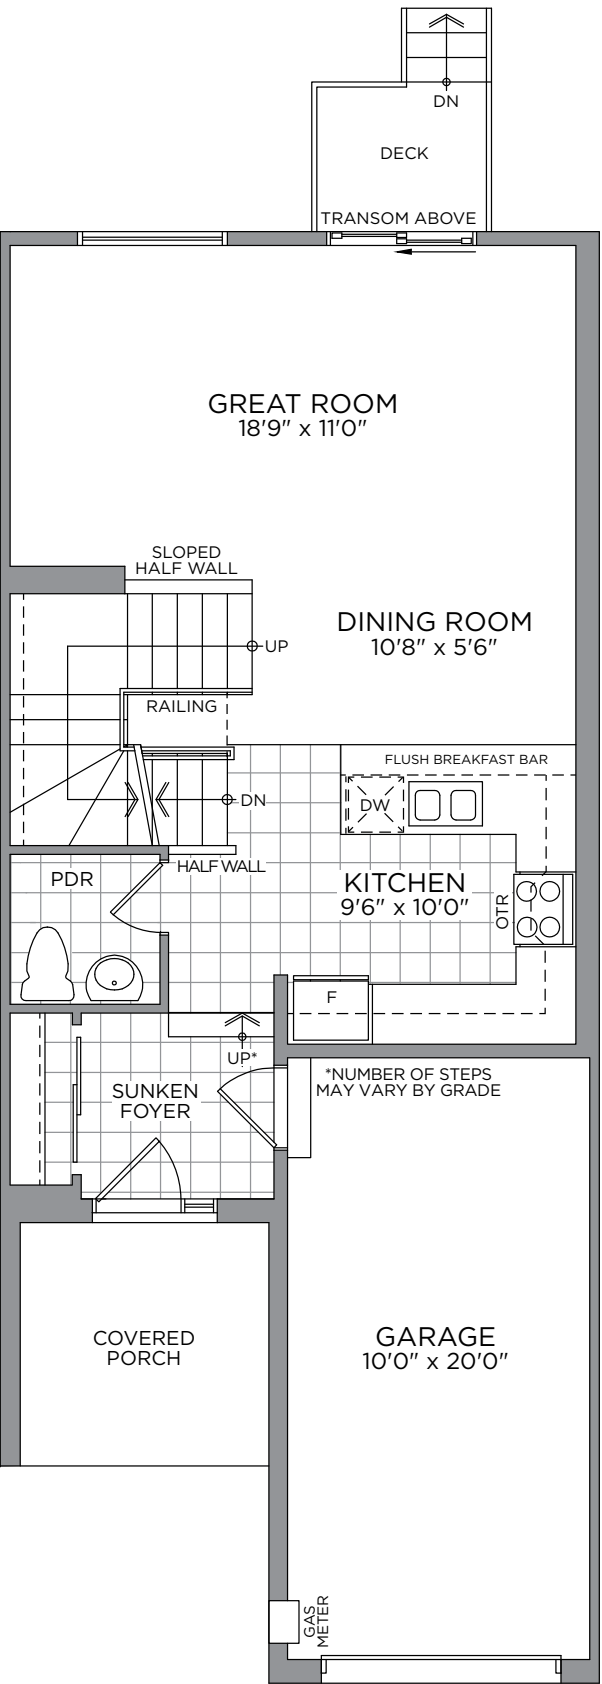 DN
DECK
TRANSOM ABOVE
GREAT ROOM
18'9" x 11'0"
SLOPED
HALF WALL
DINING ROOM
10'8" x 5'6"
UP
RAILING
FLUSH BREAKFAST BAR
DW
DN
HALF WALL
PDR
KITCHEN
9'6" x 10'0"
OTR
F
UP*
*NUMBER OF STEPS
MAY VARY BY GRADE
SUNKEN
FOYER
COVERED
PORCH
GARAGE
10'0" x 20'0"
GAS
METER